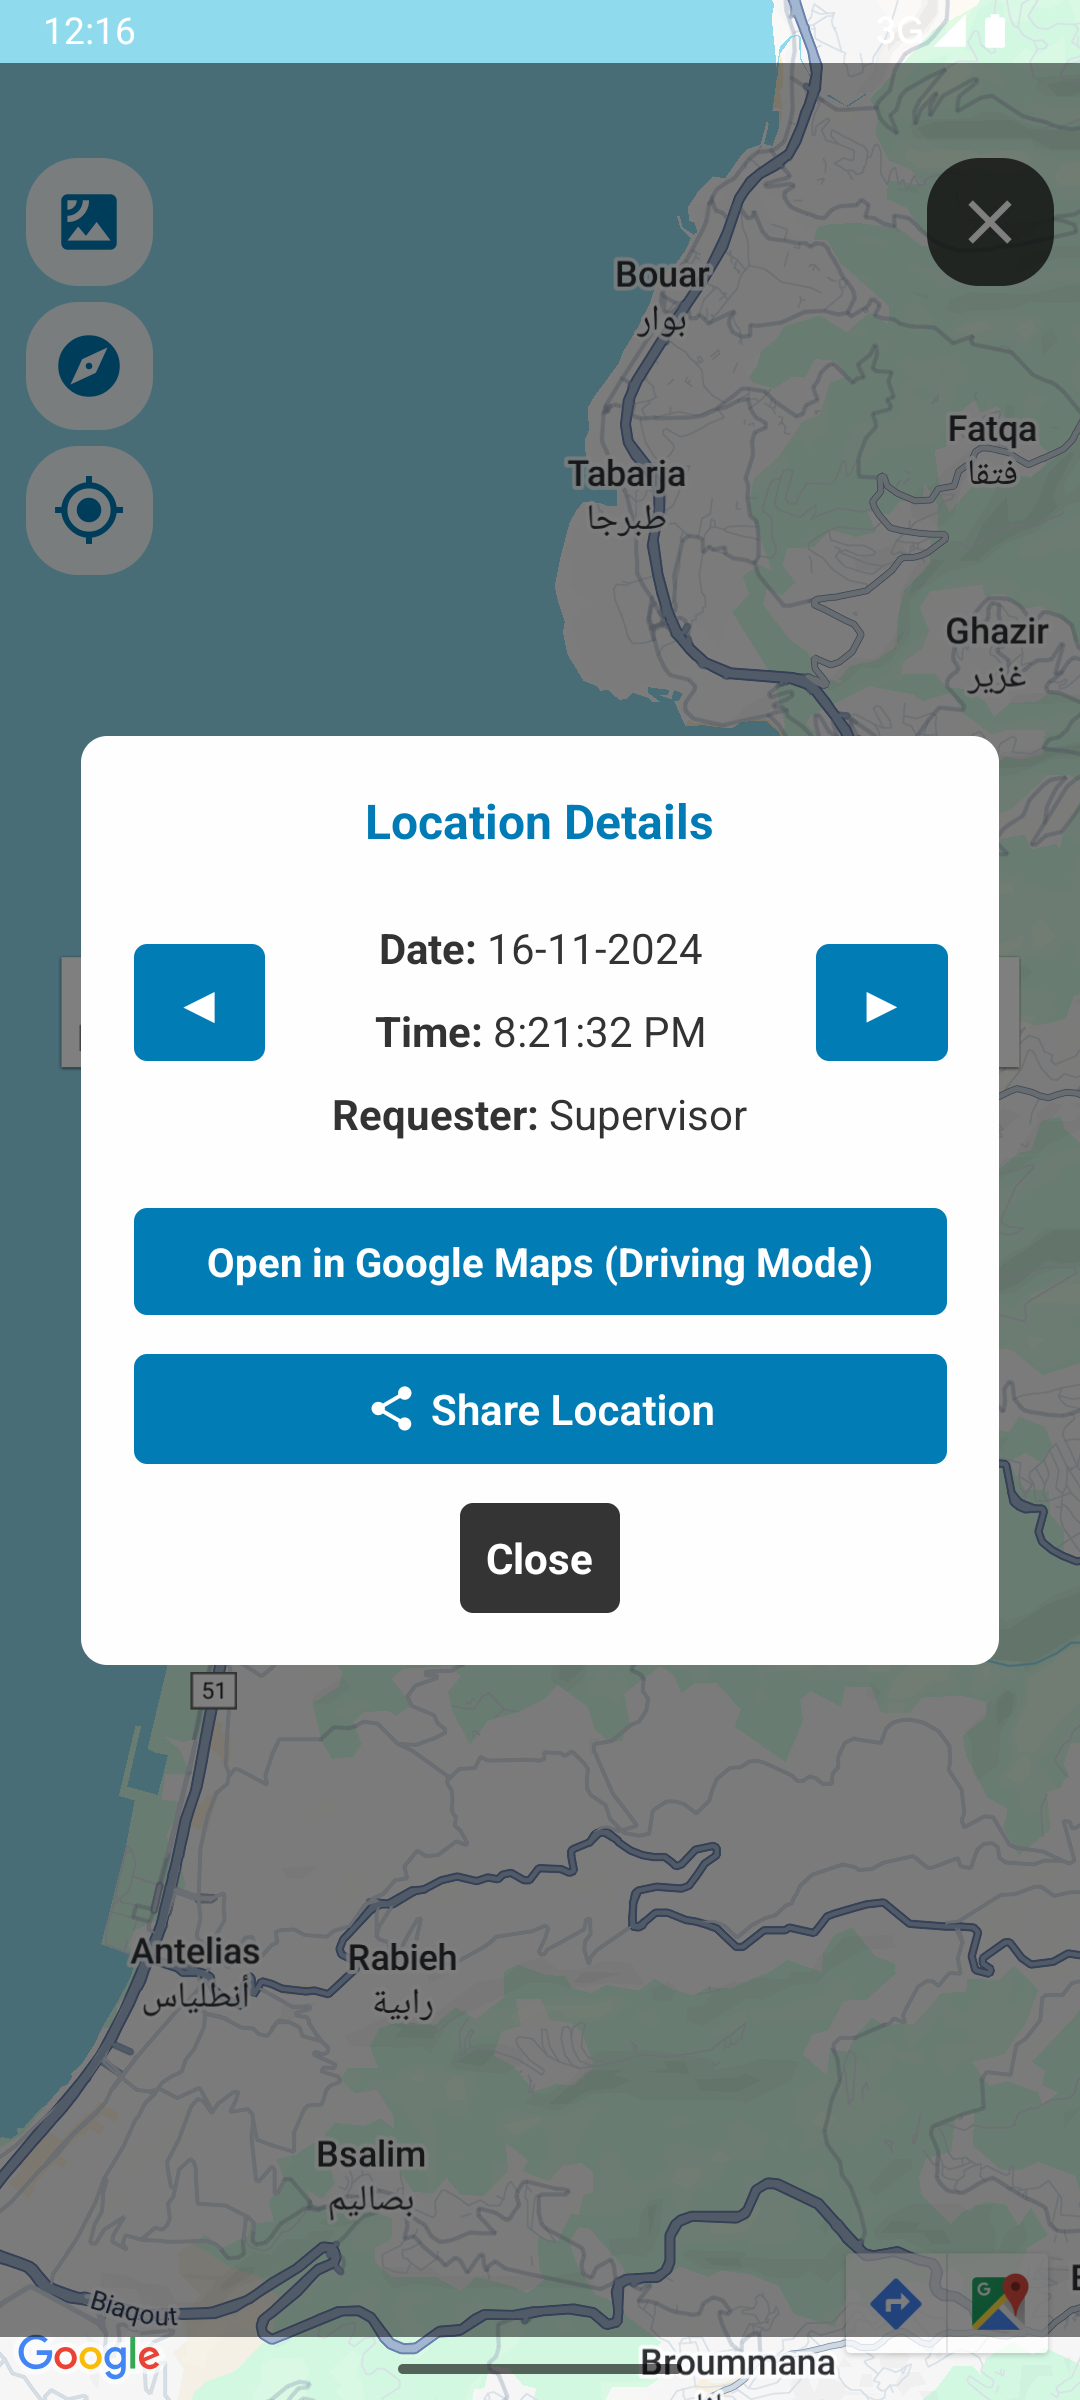 12:16
3G
Bouar
بوار
Fatqa
فتقا
Tabarja
طبرجا
Ghazir
غزير
Location Details
Date: 16-11-2024
Time: 8:21:32 PM
Requester: Supervisor
Open in Google Maps (Driving Mode)
Share Location
Close
51
Antelias
أنطلياس
Rabieh
رابية
Bsalim
بصاليم
Biaqout
Google
Broummana